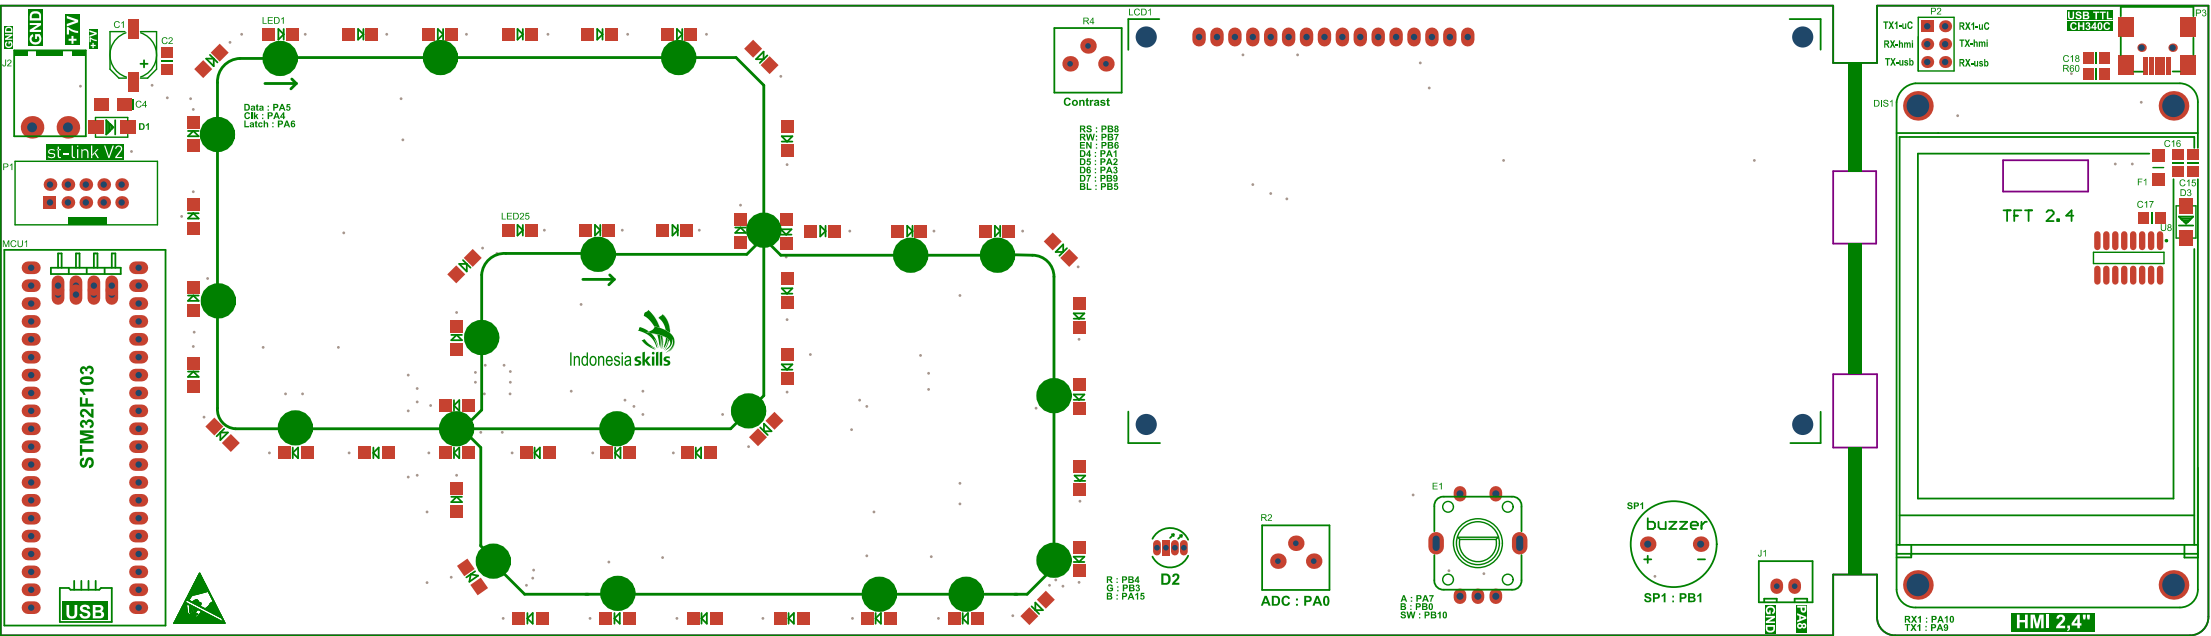 GND
GND
+7V
+7V
C1
C2
+
J2
C4
D1
st-link V2
P1
MCU1
STM32F103
USB
LED1
Data : PA5
Clk : PA4
Latch : PA6
LED25
Indonesia skills
R4
Contrast
LCD1
RS : PB8
RW: PB7
EN : PB6
D4 : PA1
D5 : PA2
D6 : PA3
D7 : PB9
BL : PB5
D2
R : PB4
G : PB3
B : PA15
R2
ADC : PA0
E1
A : PA7
B : PB0
SW : PB10
SP1
buzzer
+ −
SP1 : PB1
J1
GND
PA8
P2
TX1-uC RX1-uC
RX-hmi TX-hmi
TX-usb RX-usb
USB TTL
CH340C
P3
C18
R60
DIS1
C16
F1
C15
D3
C17
U8
TFT 2.4
RX1 : PA10
TX1 : PA9
HMI 2,4"